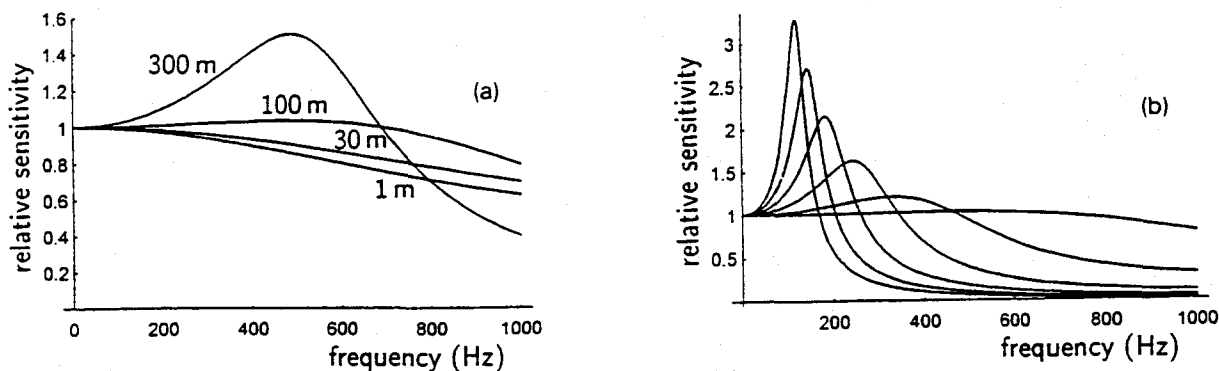 relative sensitivity
1.6
1.4
1.2
1
0.8
0.6
0.4
0.2
300 m
100 m
30 m
1 m
(a)
0
200
400
600
800
1000
frequency (Hz)
relative sensitivity
3
2.5
2
1.5
1
0.5
(b)
200
400
600
800
1000
frequency (Hz)